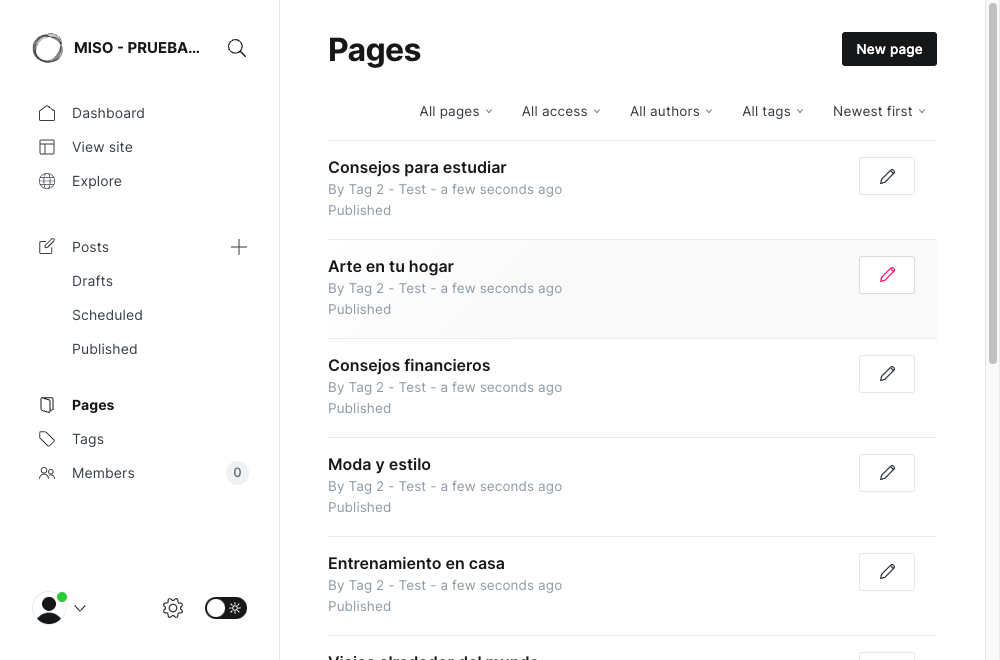 MISO - PRUEBA...
Dashboard
View site
Explore
Posts
Drafts
Scheduled
Published
Pages
Tags
Members
0
Pages
New page
All pages
All access
All authors
All tags
Newest first
Consejos para estudiar
By Tag 2 - Test - a few seconds ago
Published
Arte en tu hogar
By Tag 2 - Test - a few seconds ago
Published
Consejos financieros
By Tag 2 - Test - a few seconds ago
Published
Moda y estilo
By Tag 2 - Test - a few seconds ago
Published
Entrenamiento en casa
By Tag 2 - Test - a few seconds ago
Published
Viajes alrededor del mundo